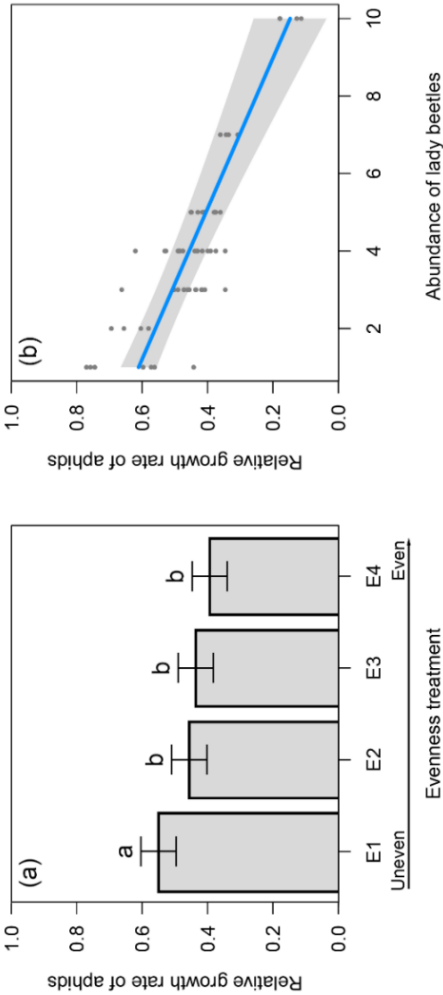 (a)
Relative growth rate of aphids
1.0
0.8
0.6
0.4
0.2
0.0
a
b
b
b
E1
E2
E3
E4
Uneven
Even
Evenness treatment
(b)
Relative growth rate of aphids
1.0
0.8
0.6
0.4
0.2
0.0
2
4
6
8
10
Abundance of lady beetles